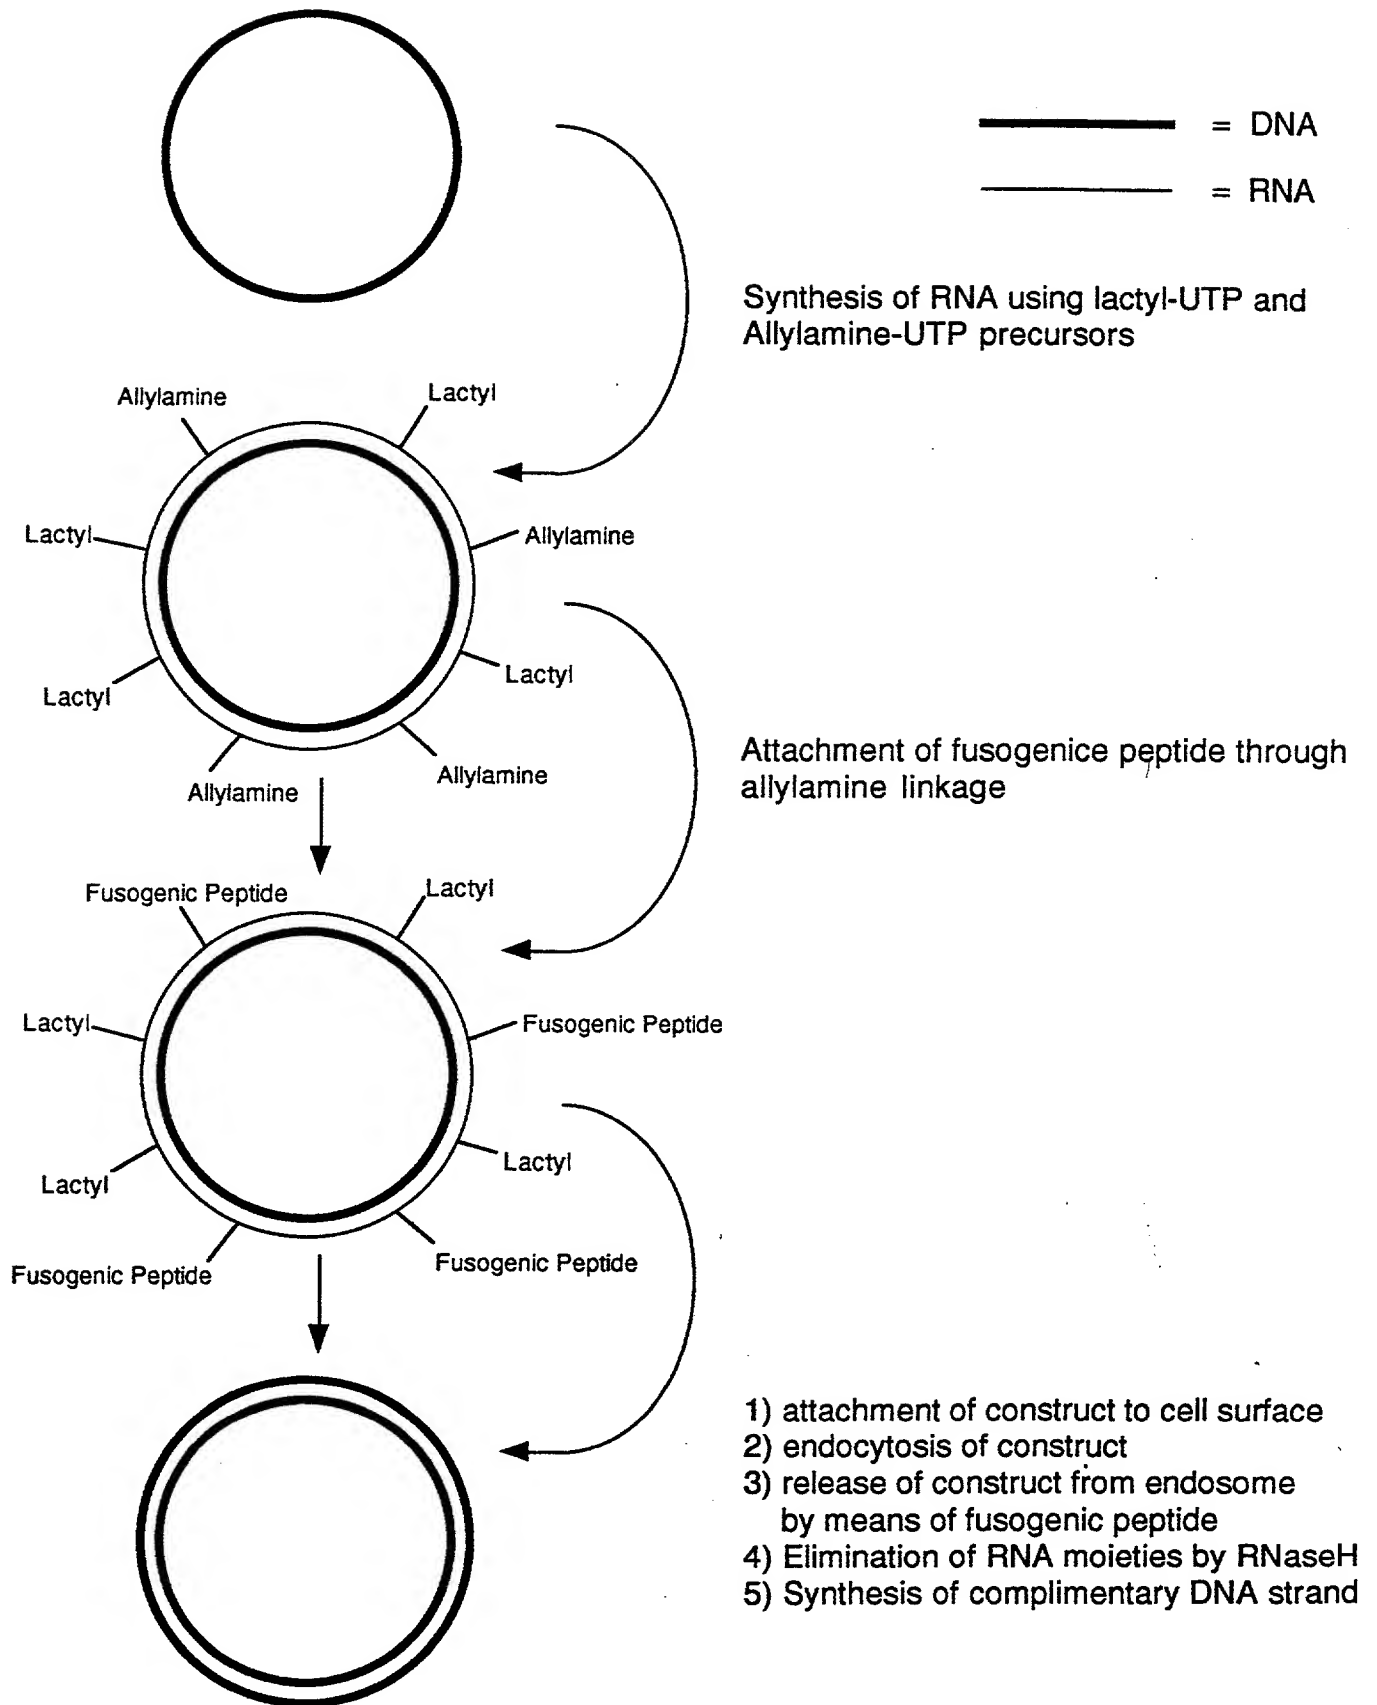 = DNA
= RNA
Synthesis of RNA using lactyl-UTP and
Allylamine-UTP precursors
Allylamine
Lactyl
Lactyl
Allylamine
Lactyl
Lactyl
Allylamine
Allylamine
Attachment of fusogenice peptide through
allylamine linkage
Fusogenic Peptide
Lactyl
Lactyl
Fusogenic Peptide
Lactyl
Lactyl
Fusogenic Peptide
Fusogenic Peptide
1) attachment of construct to cell surface
2) endocytosis of construct
3) release of construct from endosome
by means of fusogenic peptide
4) Elimination of RNA moieties by RNaseH
5) Synthesis of complimentary DNA strand